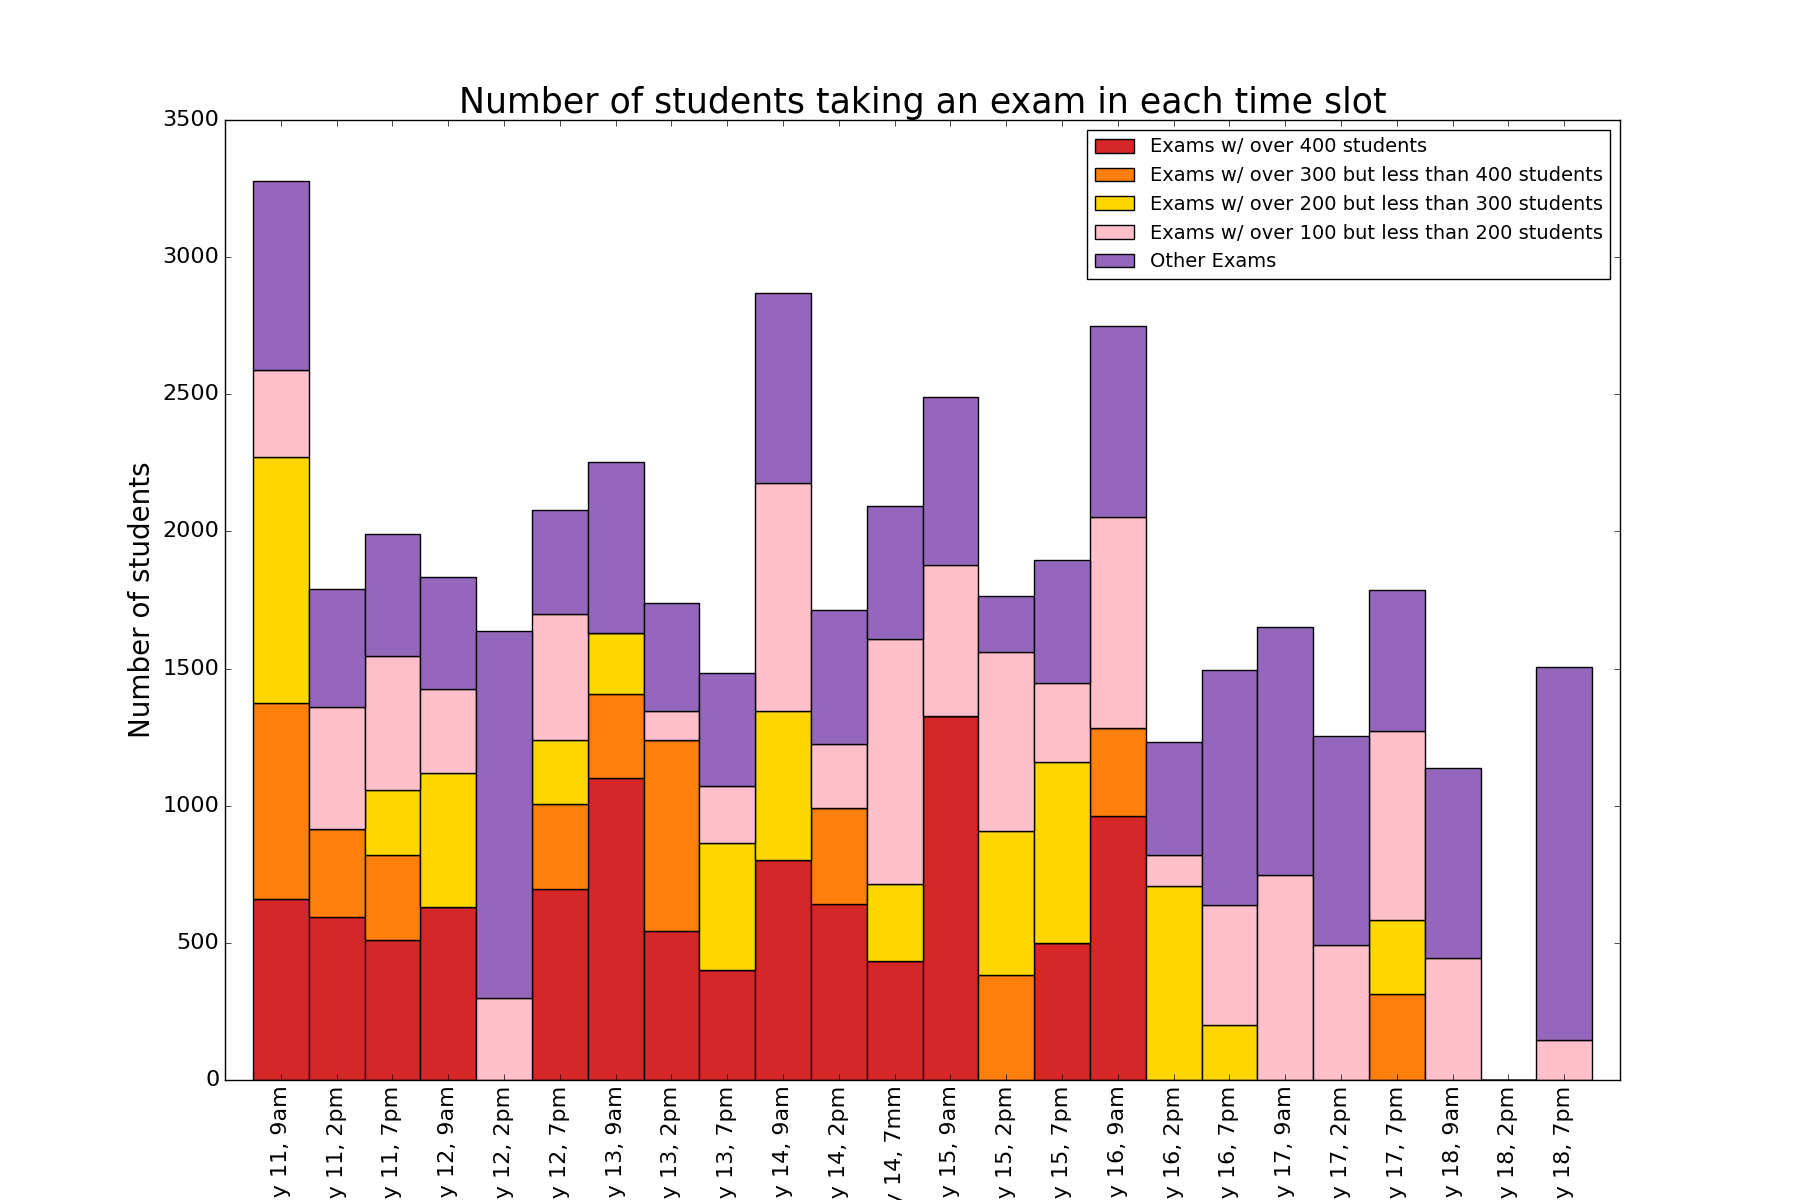 Number of students taking an exam in each time slot
Exams w/ over 400 students
Exams w/ over 300 but less than 400 students
Exams w/ over 200 but less than 300 students
Exams w/ over 100 but less than 200 students
Other Exams
Number of students
3500
3000
2500
2000
1500
1000
500
0
y 11, 9am
y 11, 2pm
y 11, 7pm
y 12, 9am
y 12, 2pm
y 12, 7pm
y 13, 9am
y 13, 2pm
y 13, 7pm
y 14, 9am
y 14, 2pm
y 14, 7mm
y 15, 9am
y 15, 2pm
y 15, 7pm
y 16, 9am
y 16, 2pm
y 16, 7pm
y 17, 9am
y 17, 2pm
y 17, 7pm
y 18, 9am
y 18, 2pm
y 18, 7pm